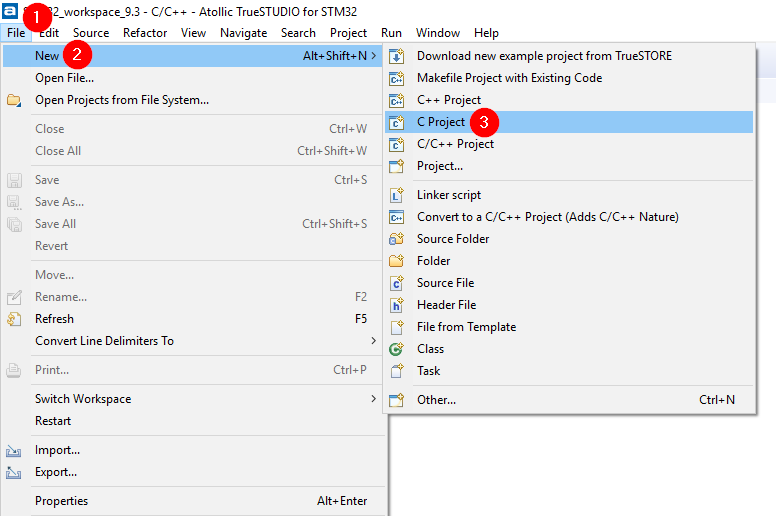 32_workspace_9.3 - C/C++ - Atollic TrueSTUDIO for STM32
1
File Edit Source Refactor View Navigate Search Project Run Window Help
New 2 Alt+Shift+N >
Open File...
Open Projects from File System...
Close Ctrl+W
Close All Ctrl+Shift+W
Save Ctrl+S
Save As...
Save All Ctrl+Shift+S
Revert
Move...
Rename... F2
Refresh F5
Convert Line Delimiters To >
Print... Ctrl+P
Switch Workspace >
Restart
Import...
Export...
Properties Alt+Enter
Download new example project from TrueSTORE
Makefile Project with Existing Code
C++ Project
C Project 3
C/C++ Project
Project...
Linker script
Convert to a C/C++ Project (Adds C/C++ Nature)
Source Folder
Folder
Source File
Header File
File from Template
Class
Task
Other... Ctrl+N